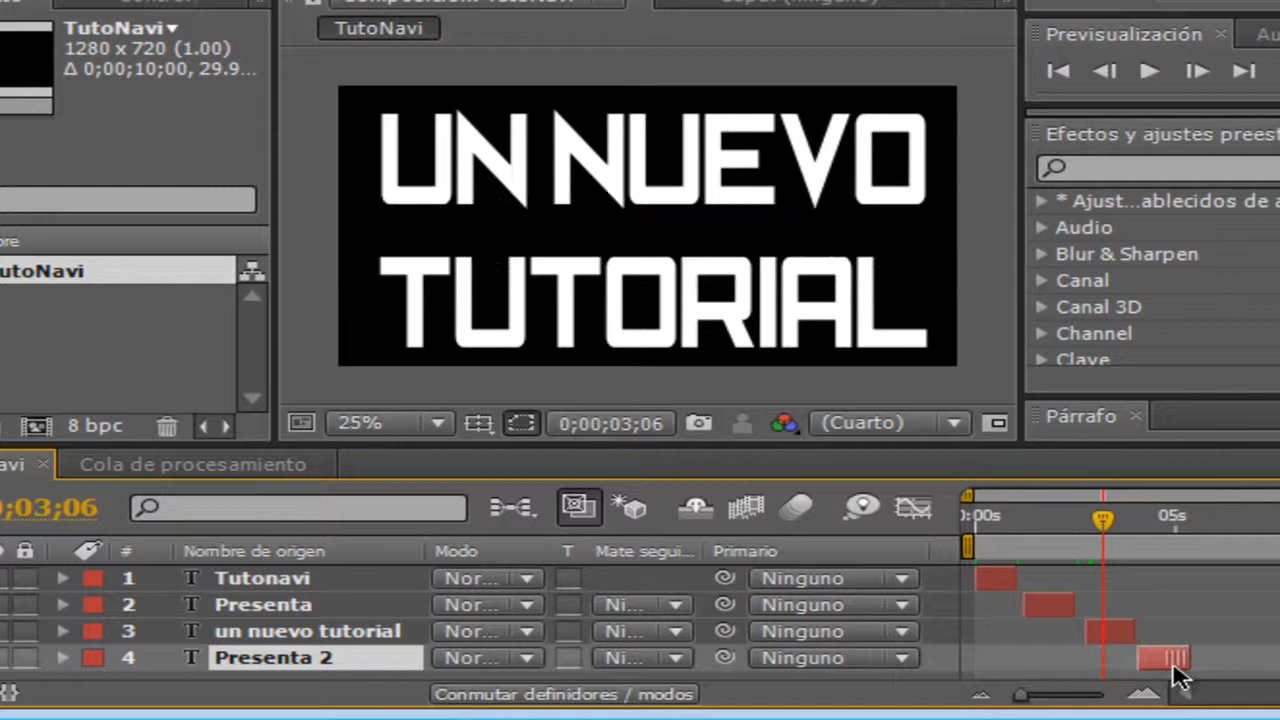 TutoNavi
1280 x 720 (1.00)
Δ 0;00;10;00, 29.9...
TutoNavi
UN NUEVO
TUTORIAL
Previsualización
Au
Efectos y ajustes preest
* Ajust...ablecidos de a
Audio
Blur & Sharpen
Canal
Canal 3D
Channel
Clave
Párrafo
re
utoNavi
8 bpc
25%
0;00;03;06
(Cuarto)
avi
Cola de procesamiento
0;03;06
0:00s
05s
# Nombre de origen Modo T Mate segui... Primario
1 T Tutonavi Nor... Ninguno
2 T Presenta Nor... Ni... Ninguno
3 T un nuevo tutorial Nor... Ni... Ninguno
4 T Presenta 2 Nor... Ni... Ninguno
Conmutar definidores / modos